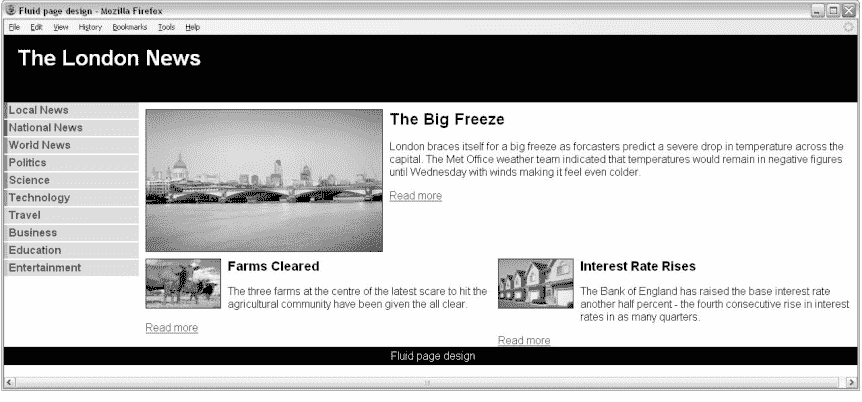 Fluid page design - Mozilla Firefox
File Edit View History Bookmarks Tools Help
The London News
Local News
National News
World News
Politics
Science
Technology
Travel
Business
Education
Entertainment
The Big Freeze
London braces itself for a big freeze as forcasters predict a severe drop in temperature across the
capital. The Met Office weather team indicated that temperatures would remain in negative figures
until Wednesday with winds making it feel even colder.
Read more
Farms Cleared
The three farms at the centre of the latest scare to hit the
agricultural community have been given the all clear.
Read more
Interest Rate Rises
The Bank of England has raised the base interest rate
another half percent - the fourth consecutive rise in interest
rates in as many quarters.
Read more
Fluid page design